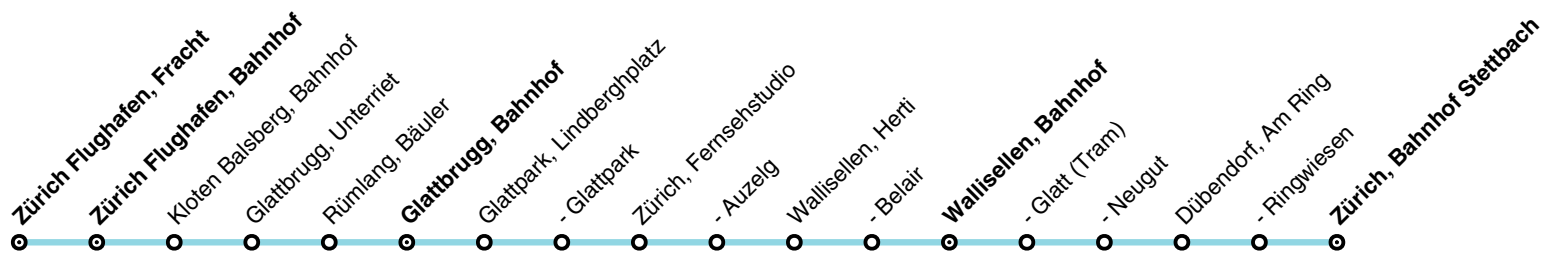 Zürich Flughafen, Fracht
Zürich Flughafen, Bahnhof
Kloten Balsberg, Bahnhof
Glattbrugg, Unterriet
Rümlang, Bäuler
Glattbrugg, Bahnhof
Glattpark, Lindberghplatz
- Glattpark
Zürich, Fernsehstudio
- Auzelg
Wallisellen, Herti
- Belair
Wallisellen, Bahnhof
- Glatt (Tram)
- Neugut
Dübendorf, Am Ring
- Ringwiesen
Zürich, Bahnhof Stettbach